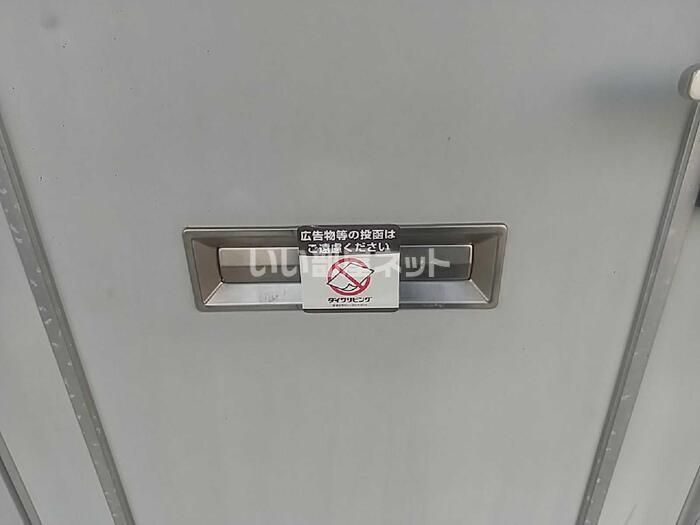 広告物等の投函は
ご遠慮ください
いい部屋ネット
ダイワリビング